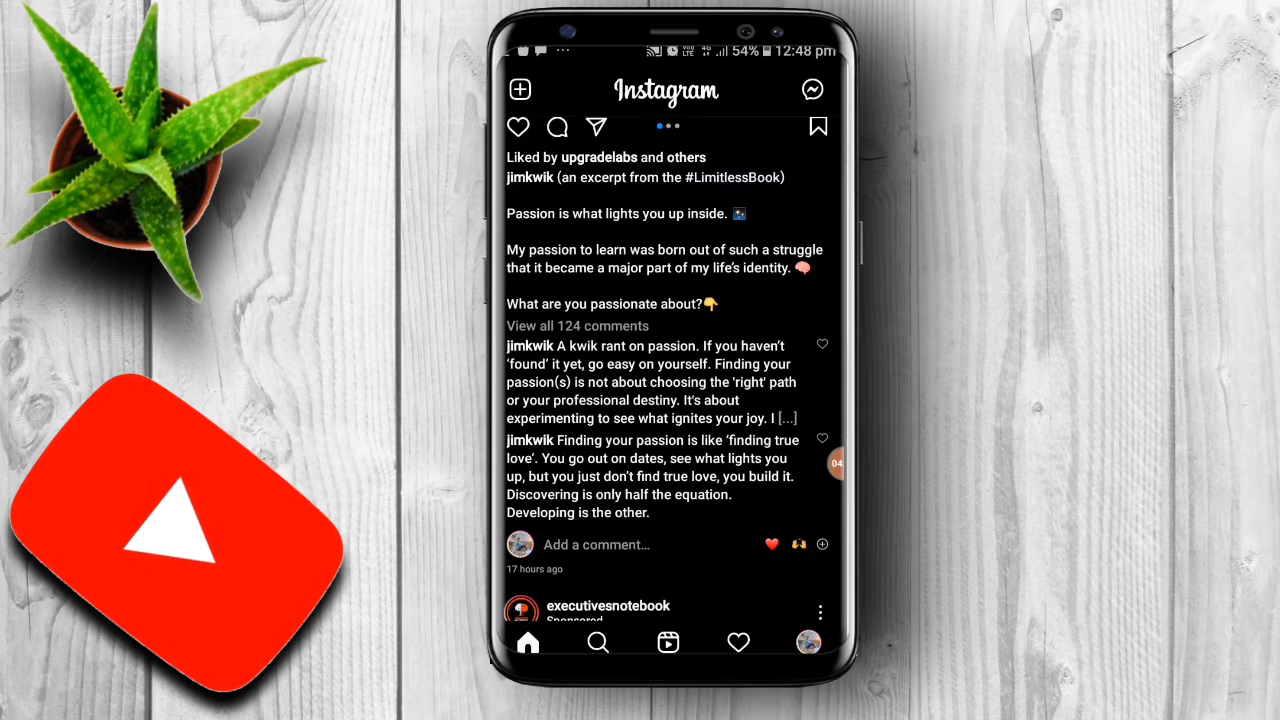 54% 12:48 pm
Instagram
Liked by upgradelabs and others
jimkwik (an excerpt from the #LimitlessBook)
Passion is what lights you up inside. 🌃
My passion to learn was born out of such a struggle
that it became a major part of my life’s identity. 🧠
What are you passionate about?👇
View all 124 comments
jimkwik A kwik rant on passion. If you haven’t
‘found’ it yet, go easy on yourself. Finding your
passion(s) is not about choosing the 'right' path
or your professional destiny. It's about
experimenting to see what ignites your joy. I [...]
jimkwik Finding your passion is like ‘finding true
love’. You go out on dates, see what lights you
up, but you just don’t find true love, you build it.
Discovering is only half the equation.
Developing is the other.
04
Add a comment...
17 hours ago
executivesnotebook
Sponsored